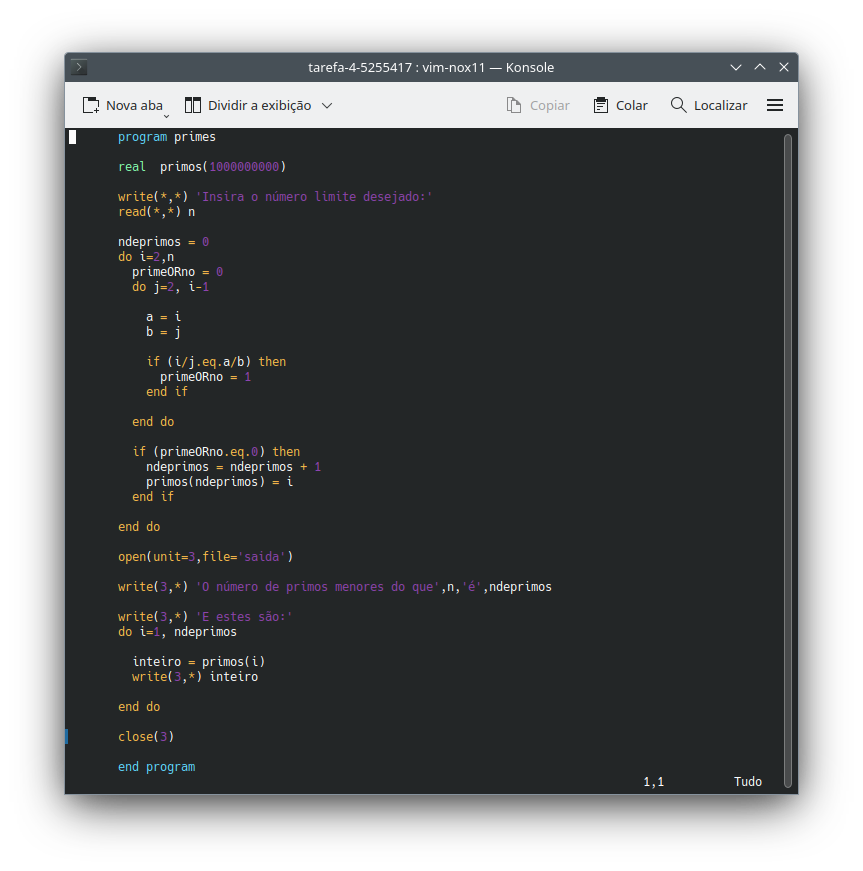 tarefa-4-5255417 : vim-nox11 — Konsole
Nova aba Dividir a exibição Copiar Colar Localizar
program primes
real  primos(1000000000)
write(*,*) 'Insira o número limite desejado:'
read(*,*) n
ndeprimos = 0
do i=2,n
  primeORno = 0
  do j=2, i-1
    a = i
    b = j
    if (i/j.eq.a/b) then
      primeORno = 1
    end if
  end do
  if (primeORno.eq.0) then
    ndeprimos = ndeprimos + 1
    primos(ndeprimos) = i
  end if
end do
open(unit=3,file='saida')
write(3,*) 'O número de primos menores do que',n,'é',ndeprimos
write(3,*) 'E estes são:'
do i=1, ndeprimos
  inteiro = primos(i)
  write(3,*) inteiro
end do
close(3)
end program
1,1 Tudo